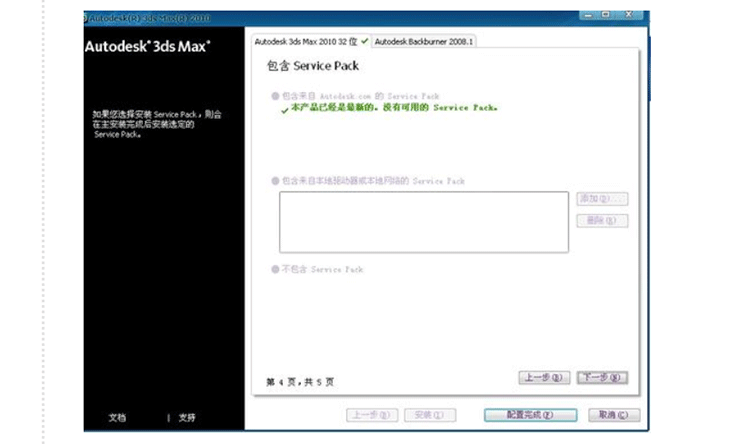 Autodesk(R) 3ds Max(R) 2010
Autodesk® 3ds Max®
Autodesk 3ds Max 2010 32 位
Autodesk Backburner 2008.1
包含 Service Pack
包含来自 Autodesk.com 的 Service Pack
本产品已经是最新的。没有可用的 Service Pack。
如果您选择安装 Service Pack，则会
在主安装完成后安装选定的
Service Pack。
包含来自本地驱动器或本地网络的 Service Pack
添加(D)...
删除(R)
不包含 Service Pack
第 4 页，共 5 页
上一步(B)
下一步(N)
文档 | 支持
上一步(B)
安装(I)
配置完成(F)
取消(C)